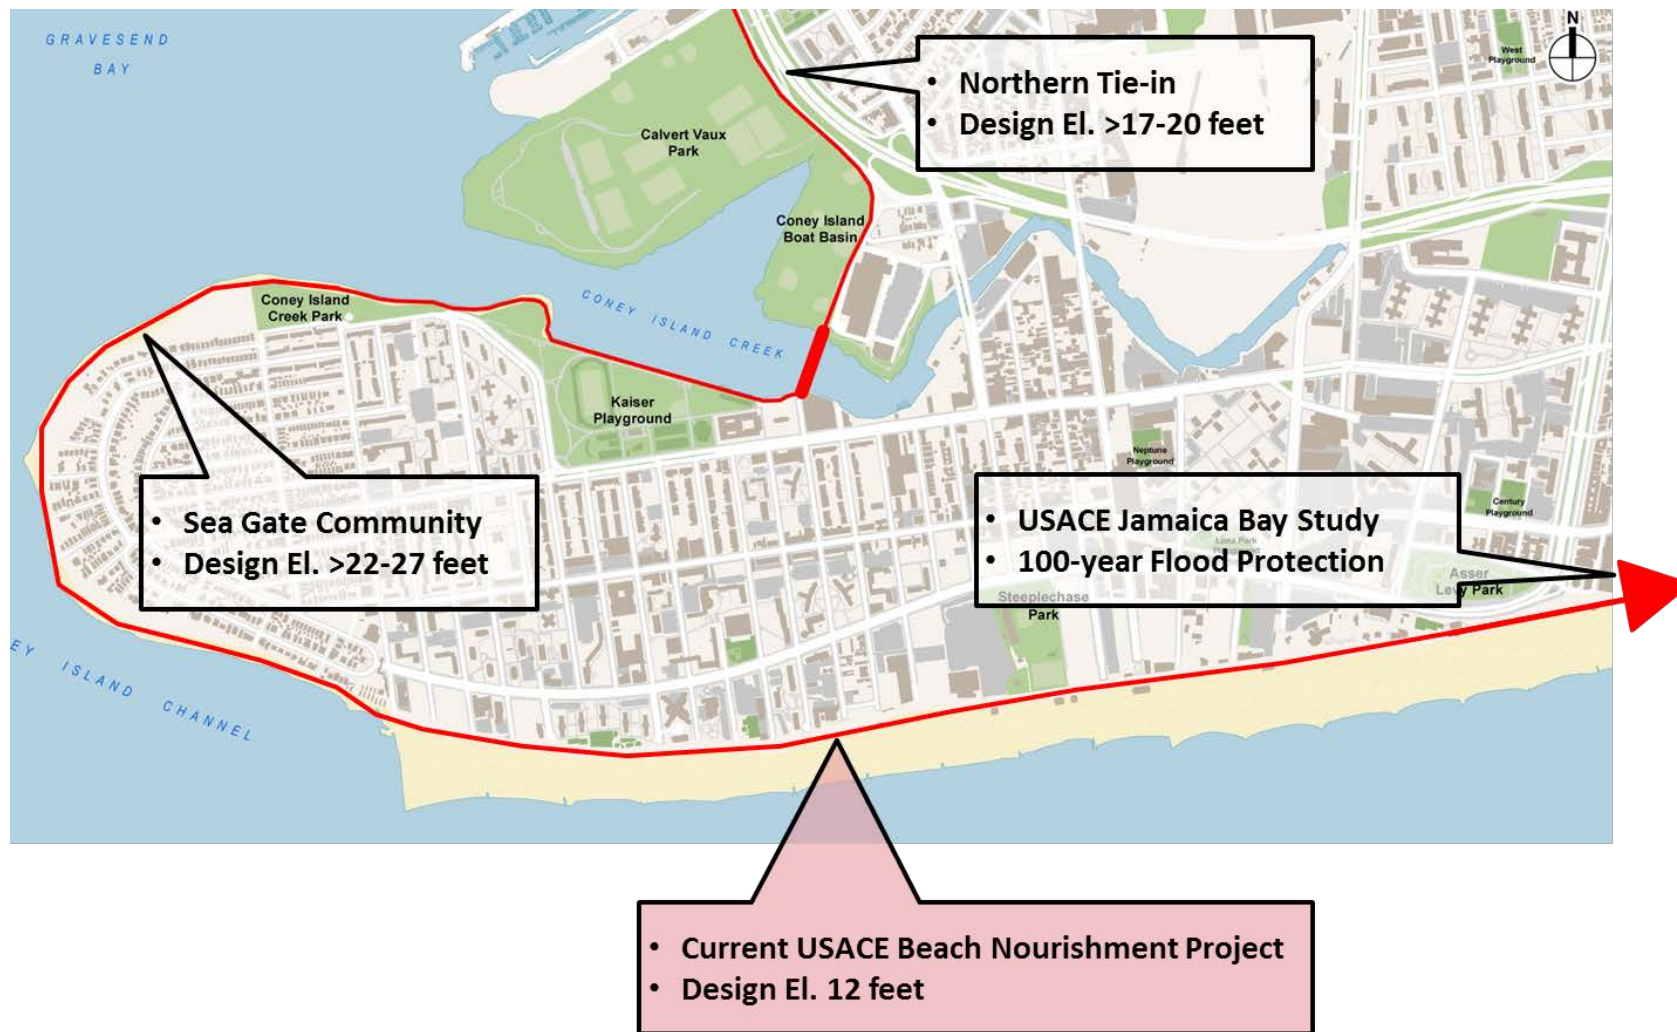 GRAVESEND
BAY
N
West
Playground
• Northern Tie-in
• Design El. >17-20 feet
Calvert Vaux
Park
Coney Island
Boat Basin
CONEY ISLAND CREEK
Coney Island
Creek Park
Kaiser
Playground
Neptune
Playground
• Sea Gate Community
• Design El. >22-27 feet
• USACE Jamaica Bay Study
• 100-year Flood Protection
Century
Playground
Asser
Levy Park
Steeplechase
Park
EY ISLAND CHANNEL
• Current USACE Beach Nourishment Project
• Design El. 12 feet